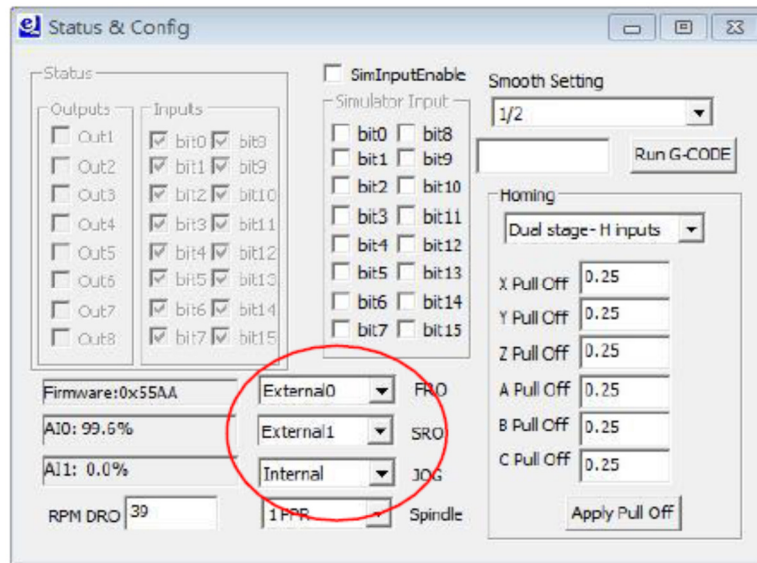 Status & Config
Status
Outputs
Out1
Out2
Out3
Out4
Out5
Out6
Out7
Out8
Inputs
bit0 bit8
bit1 bit9
bit2 bit10
bit3 bit11
bit4 bit12
bit5 bit13
bit6 bit14
bit7 bit15
SimInputEnable
Simulator Input
bit0 bit8
bit1 bit9
bit2 bit10
bit3 bit11
bit4 bit12
bit5 bit13
bit6 bit14
bit7 bit15
Smooth Setting
1/2
Run G-CODE
Homing
Dual stage- H inputs
X Pull Off 0.25
Y Pull Off 0.25
Z Pull Off 0.25
A Pull Off 0.25
B Pull Off 0.25
C Pull Off 0.25
Apply Pull Off
Firmware:0x55AA External0 FRO
AI0: 99.6% External1 SRO
AI1: 0.0% Internal JOG
RPM DRO 39 1PPR Spindle